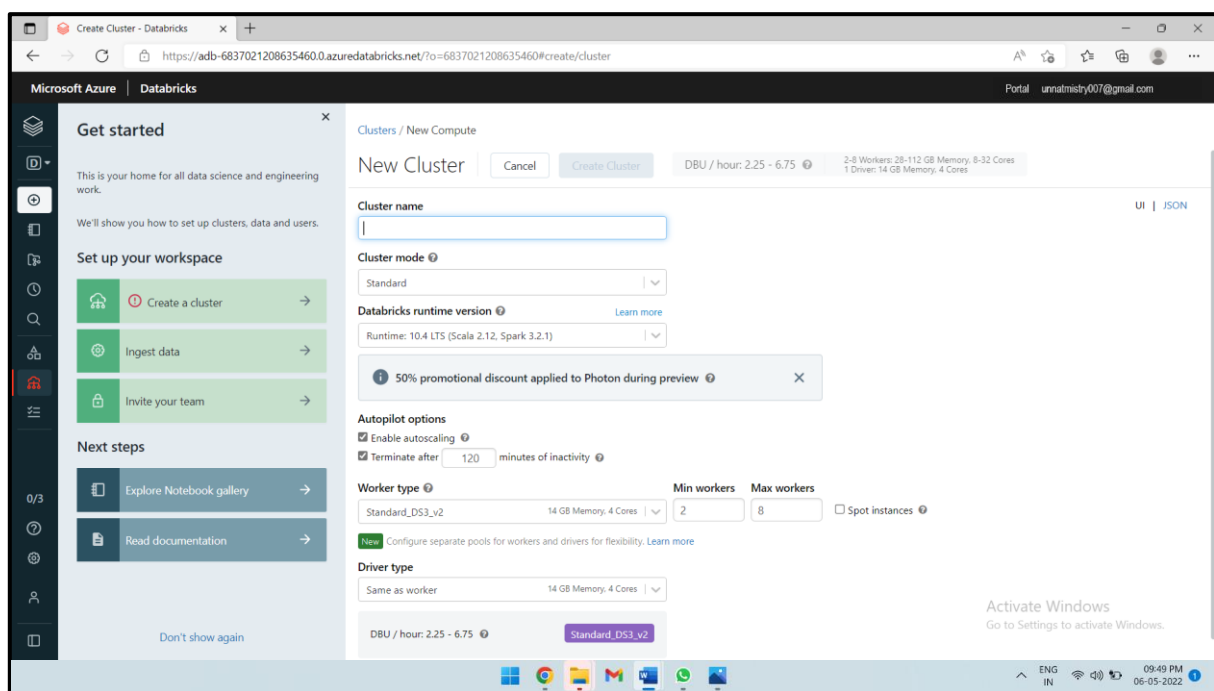 Create Cluster - Databricks
https://adb-6837021208635460.0.azuredatabricks.net/?o=6837021208635460#create/cluster
Microsoft Azure | Databricks
Portal unnatmistry007@gmail.com
D
0/3
Get started
This is your home for all data science and engineering
work.
We'll show you how to set up clusters, data and users.
Set up your workspace
Create a cluster
Ingest data
Invite your team
Next steps
Explore Notebook gallery
Read documentation
Don't show again
Clusters / New Compute
New Cluster Cancel Create Cluster DBU / hour: 2.25 - 6.75
2-8 Workers: 28-112 GB Memory, 8-32 Cores
1 Driver: 14 GB Memory, 4 Cores
Cluster name
UI | JSON
Cluster mode
Standard
Databricks runtime version Learn more
Runtime: 10.4 LTS (Scala 2.12, Spark 3.2.1)
50% promotional discount applied to Photon during preview
Autopilot options
Enable autoscaling
Terminate after 120 minutes of inactivity
Worker type Min workers Max workers
Standard_DS3_v2 14 GB Memory, 4 Cores 2 8 Spot instances
New Configure separate pools for workers and drivers for flexibility. Learn more
Driver type
Same as worker 14 GB Memory, 4 Cores
DBU / hour: 2.25 - 6.75 Standard_DS3_v2
Activate Windows
Go to Settings to activate Windows.
ENG
IN
09:49 PM
06-05-2022
1